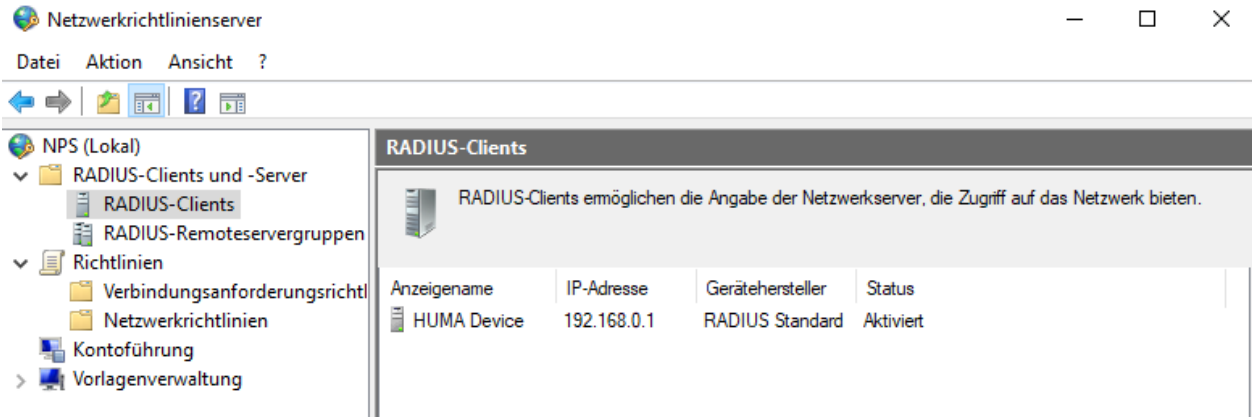 Netzwerkrichtlinienserver
Datei Aktion Ansicht ?
NPS (Lokal)
RADIUS-Clients und -Server
RADIUS-Clients
RADIUS-Remoteservergruppen
Richtlinien
Verbindungsanforderungsrichtl
Netzwerkrichtlinien
Kontoführung
Vorlagenverwaltung
RADIUS-Clients
RADIUS-Clients ermöglichen die Angabe der Netzwerkserver, die Zugriff auf das Netzwerk bieten.
Anzeigename IP-Adresse Gerätehersteller Status
HUMA Device 192.168.0.1 RADIUS Standard Aktiviert